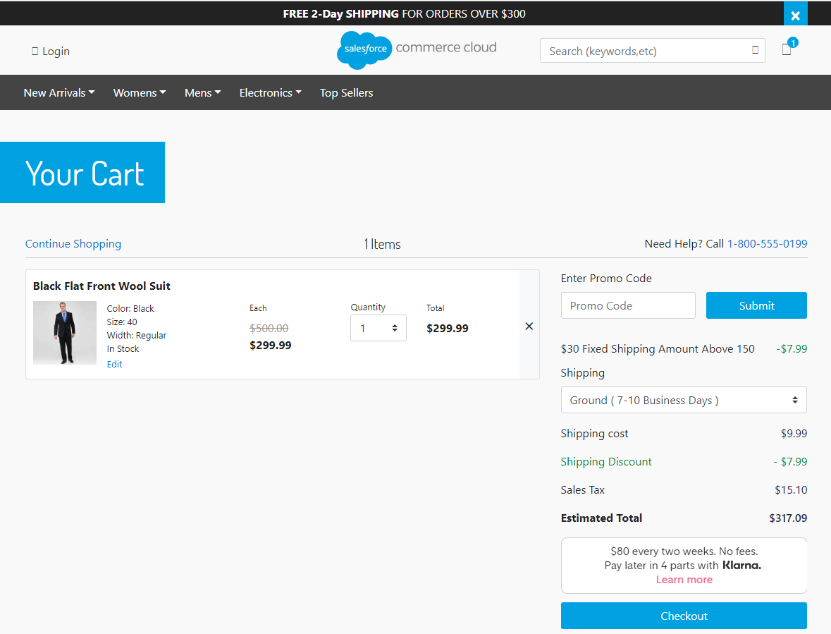 FREE 2-Day SHIPPING FOR ORDERS OVER $300
Login
salesforce commerce cloud
Search (keywords,etc)
1
New Arrivals Womens Mens Electronics Top Sellers
Your Cart
Continue Shopping
1 Items
Need Help? Call 1-800-555-0199
Black Flat Front Wool Suit
Color: Black
Size: 40
Width: Regular
In Stock
Edit
Each
$500.00
$299.99
Quantity
1
Total
$299.99
Enter Promo Code
Promo Code
Submit
$30 Fixed Shipping Amount Above 150 -$7.99
Shipping
Ground ( 7-10 Business Days )
Shipping cost $9.99
Shipping Discount - $7.99
Sales Tax $15.10
Estimated Total $317.09
$80 every two weeks. No fees.
Pay later in 4 parts with Klarna.
Learn more
Checkout